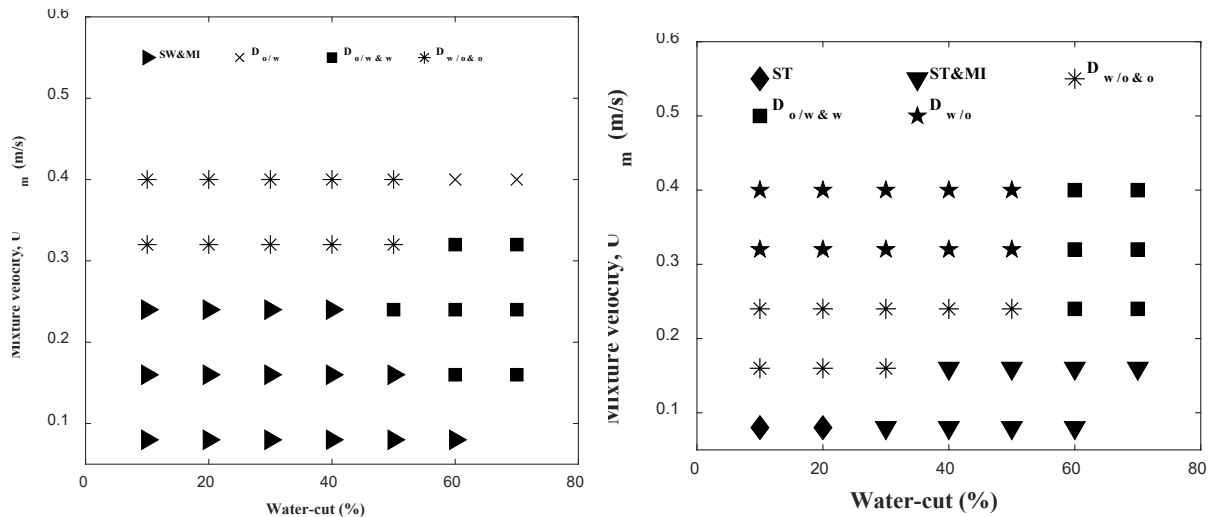 0.6
SW&MI D o/w D o/w & w D w/o & o
0.5
0.4
0.3
0.2
0.1
0 20 40 60 80
Mixture velocity, U m (m/s)
Water-cut (%)
0.6
ST ST&MI D w/o & o
D o/w & w D w/o
0.5
0.4
0.3
0.2
0.1
0 20 40 60 80
Mixture velocity, U m (m/s)
Water-cut (%)